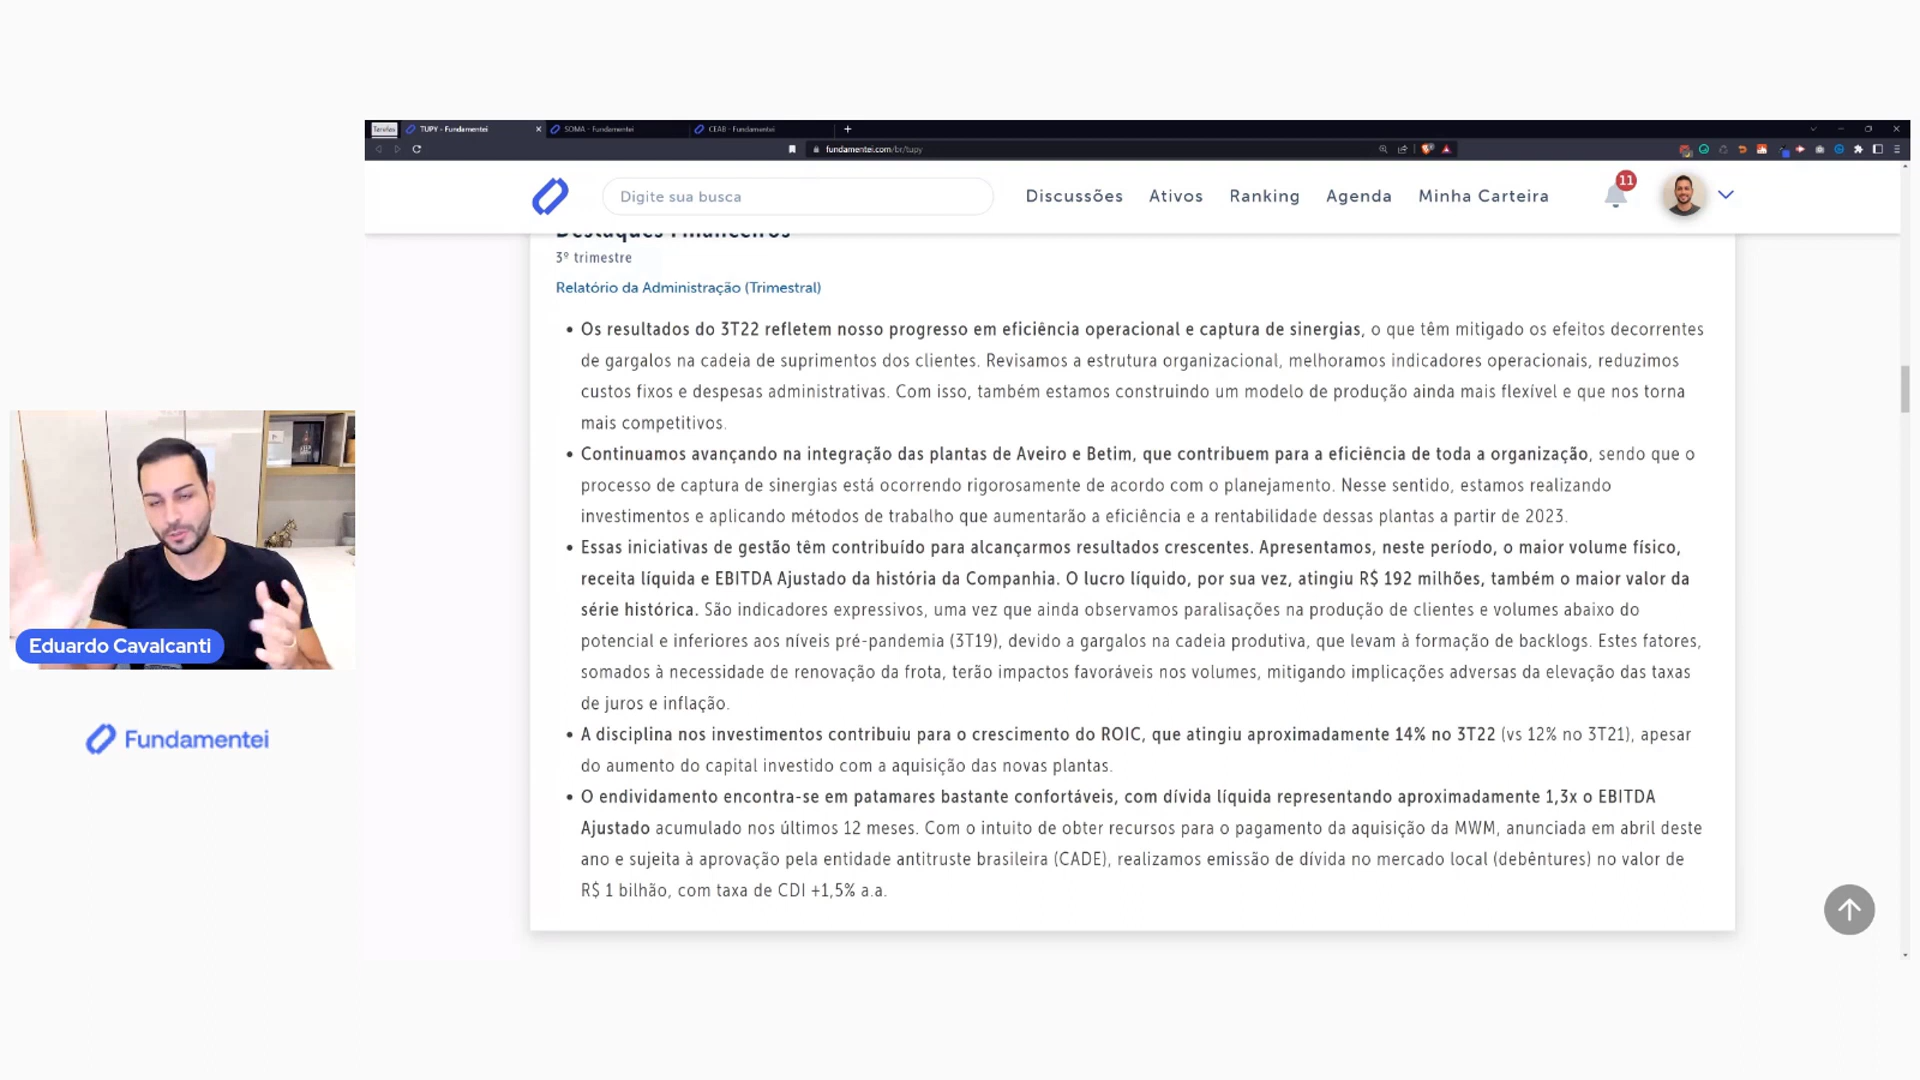 Tarefas
TUPY - Fundamentei
SOMA - Fundamentei
CEAB - Fundamentei
fundamentei.com/br/tupy
Digite sua busca
Discussões
Ativos
Ranking
Agenda
Minha Carteira
11
Destaques Financeiros
3º trimestre
Relatório da Administração (Trimestral)
• Os resultados do 3T22 refletem nosso progresso em eficiência operacional e captura de sinergias, o que têm mitigado os efeitos decorrentes
de gargalos na cadeia de suprimentos dos clientes. Revisamos a estrutura organizacional, melhoramos indicadores operacionais, reduzimos
custos fixos e despesas administrativas. Com isso, também estamos construindo um modelo de produção ainda mais flexível e que nos torna
mais competitivos.
• Continuamos avançando na integração das plantas de Aveiro e Betim, que contribuem para a eficiência de toda a organização, sendo que o
processo de captura de sinergias está ocorrendo rigorosamente de acordo com o planejamento. Nesse sentido, estamos realizando
investimentos e aplicando métodos de trabalho que aumentarão a eficiência e a rentabilidade dessas plantas a partir de 2023.
• Essas iniciativas de gestão têm contribuído para alcançarmos resultados crescentes. Apresentamos, neste período, o maior volume físico,
receita líquida e EBITDA Ajustado da história da Companhia. O lucro líquido, por sua vez, atingiu R$ 192 milhões, também o maior valor da
série histórica. São indicadores expressivos, uma vez que ainda observamos paralisações na produção de clientes e volumes abaixo do
potencial e inferiores aos níveis pré-pandemia (3T19), devido a gargalos na cadeia produtiva, que levam à formação de backlogs. Estes fatores,
somados à necessidade de renovação da frota, terão impactos favoráveis nos volumes, mitigando implicações adversas da elevação das taxas
de juros e inflação.
• A disciplina nos investimentos contribuiu para o crescimento do ROIC, que atingiu aproximadamente 14% no 3T22 (vs 12% no 3T21), apesar
do aumento do capital investido com a aquisição das novas plantas.
• O endividamento encontra-se em patamares bastante confortáveis, com dívida líquida representando aproximadamente 1,3x o EBITDA
Ajustado acumulado nos últimos 12 meses. Com o intuito de obter recursos para o pagamento da aquisição da MWM, anunciada em abril deste
ano e sujeita à aprovação pela entidade antitruste brasileira (CADE), realizamos emissão de dívida no mercado local (debêntures) no valor de
R$ 1 bilhão, com taxa de CDI +1,5% a.a.
Eduardo Cavalcanti
Fundamentei